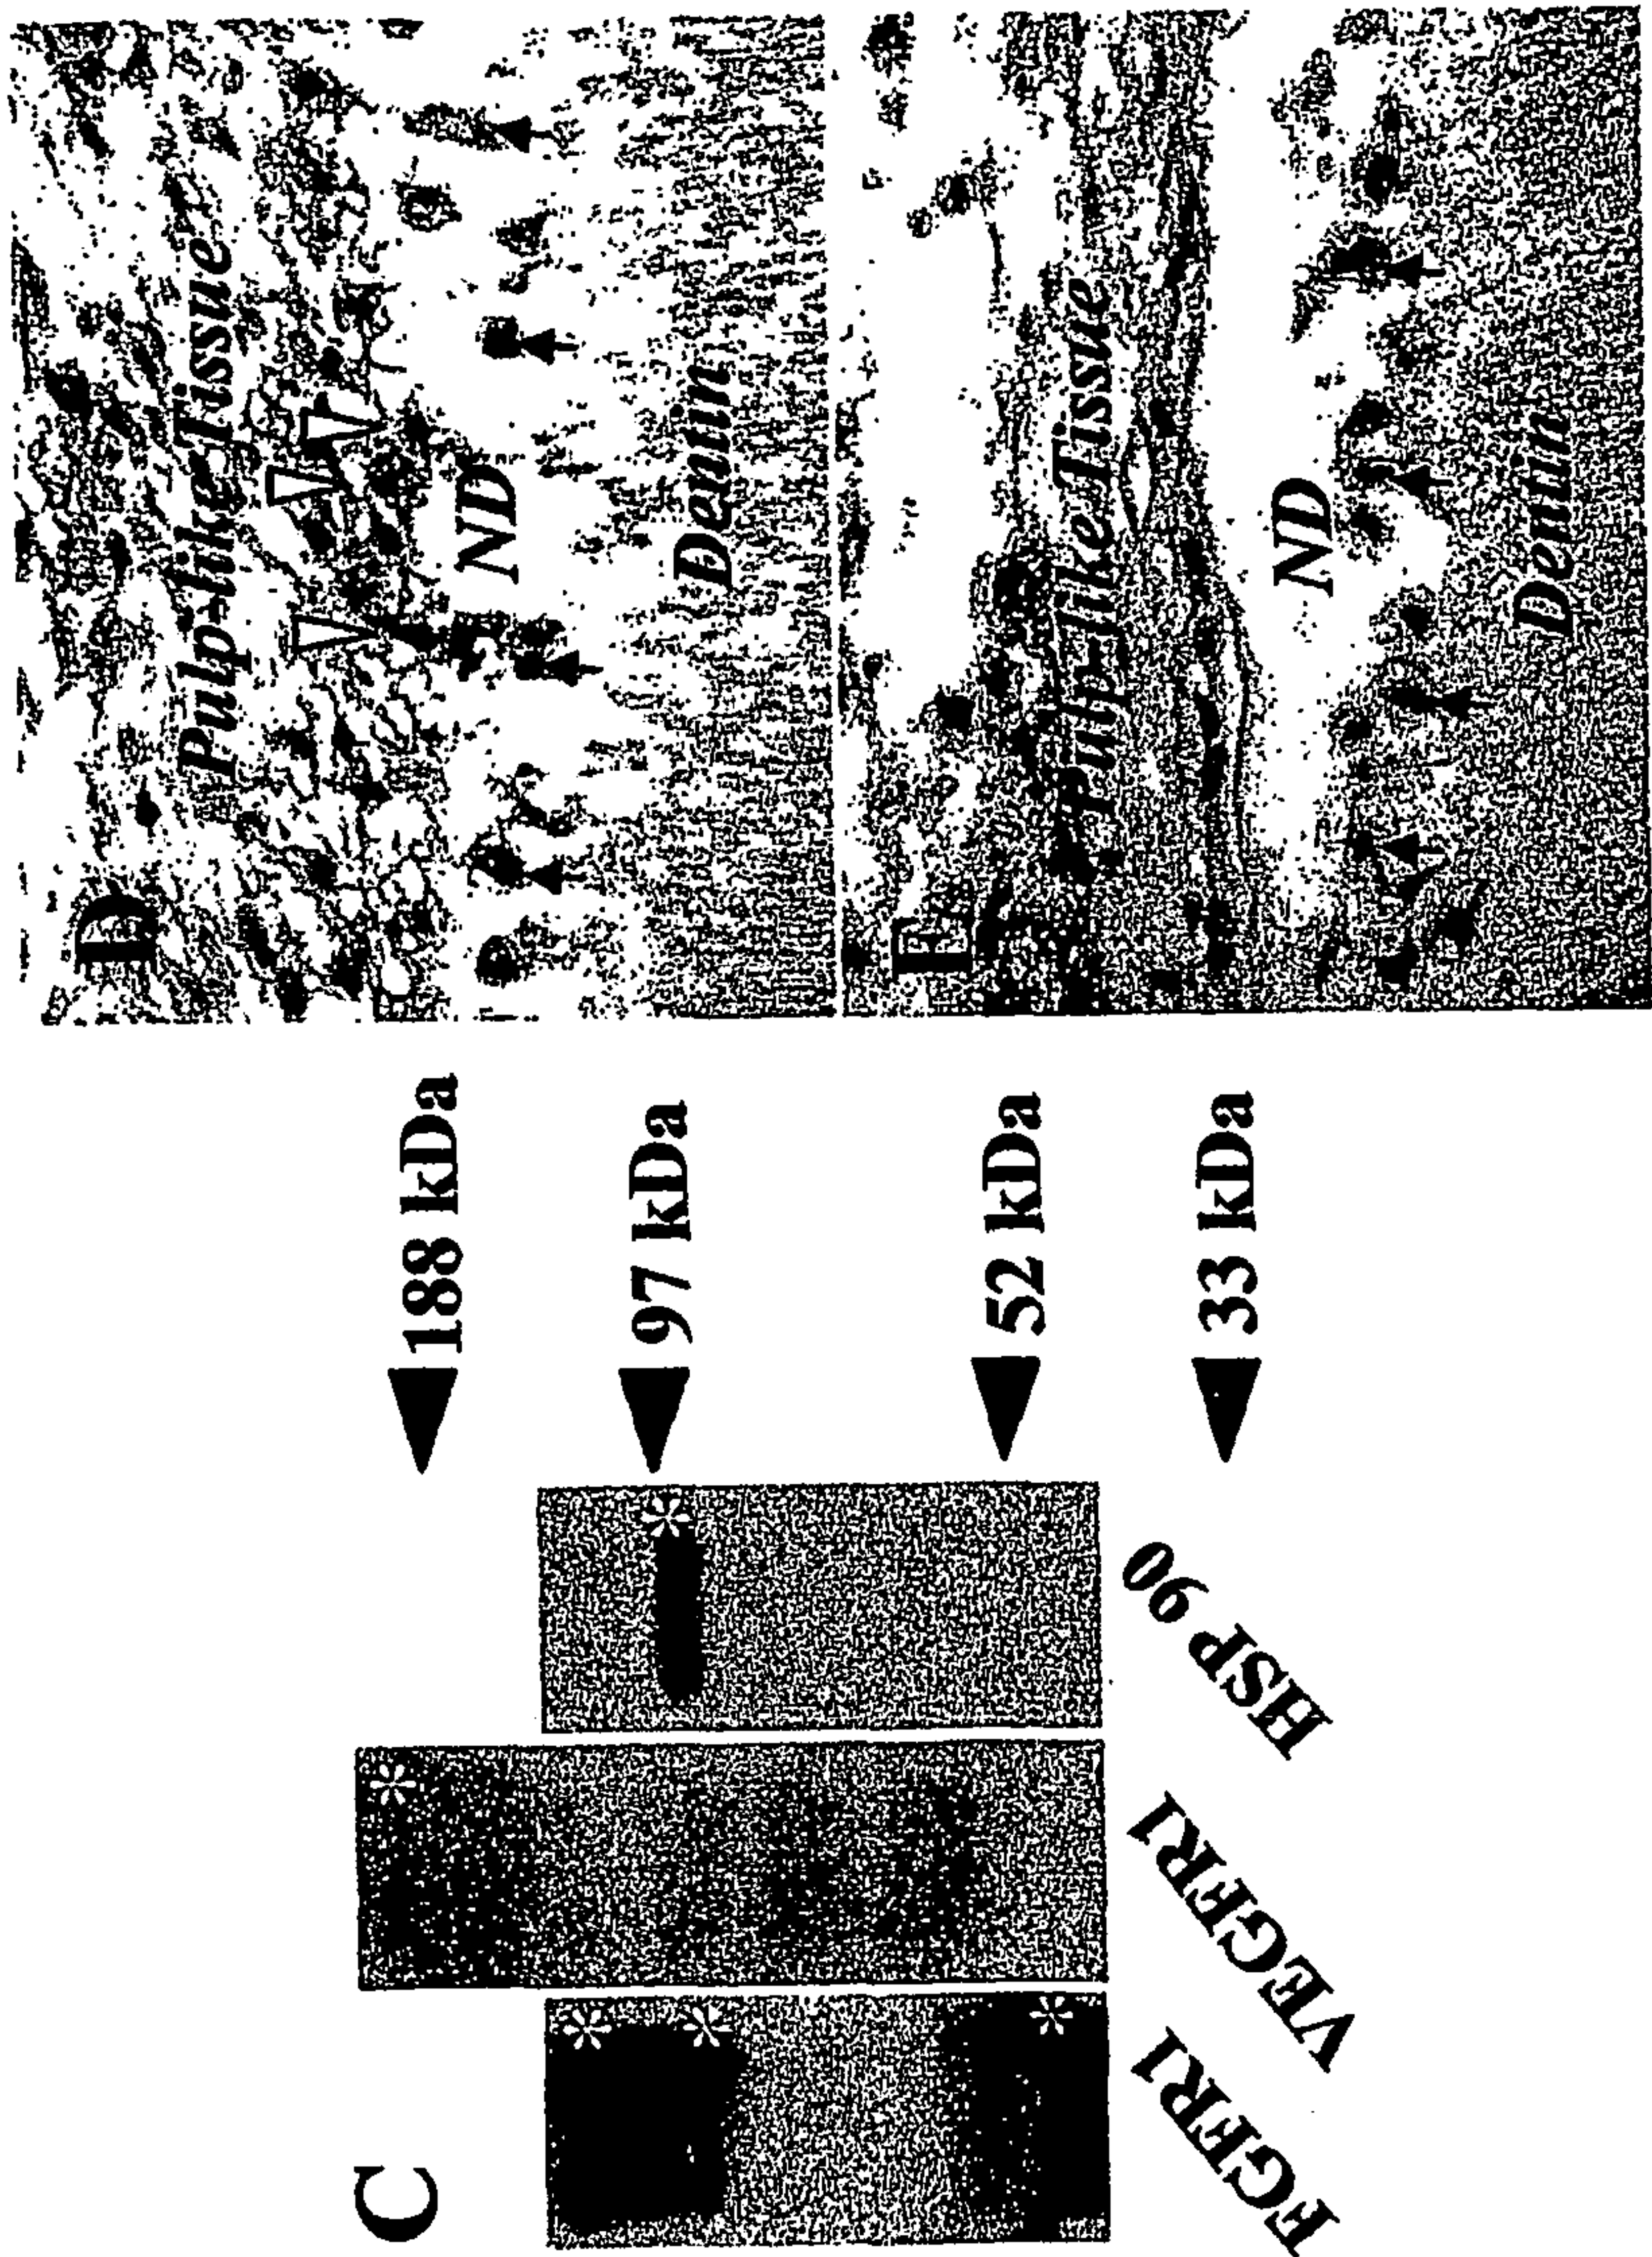 C
188 kDa
97 kDa
52 kDa
33 kDa
FGFR1
VEGFR1
HSP 90
*
*
*
*
*
D
Pulp-like Tissue
ND
Dentin
E
Pulp-like Tissue
ND
Dentin